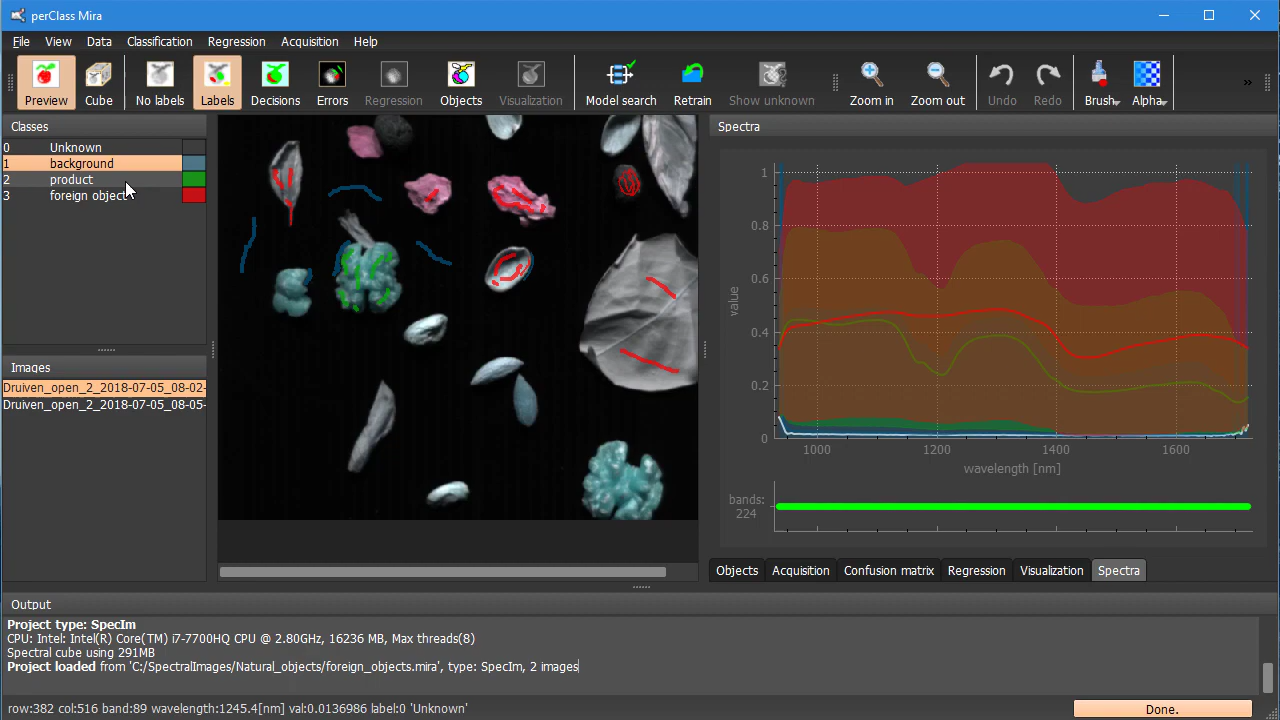 perClass Mira
File View Data Classification Regression Acquisition Help
Preview Cube No labels Labels Decisions Errors Regression Objects Visualization Model search Retrain Show unknown Zoom in Zoom out Undo Redo Brush Alpha »
Classes
0 Unknown
1 background
2 product
3 foreign object
Images
Druiven_open_2_2018-07-05_08-02-
Druiven_open_2_2018-07-05_08-05-
Spectra
1
0.8
0.6
0.4
0.2
0
value
1000 1200 1400 1600
wavelength [nm]
bands:
224
Objects Acquisition Confusion matrix Regression Visualization Spectra
Output
Project type: SpecIm
CPU: Intel: Intel(R) Core(TM) i7-7700HQ CPU @ 2.80GHz, 16236 MB, Max threads(8)
Spectral cube using 291MB
Project loaded from 'C:/SpectralImages/Natural_objects/foreign_objects.mira', type: SpecIm, 2 images
row:382 col:516 band:89 wavelength:1245.4[nm] val:0.0136986 label:0 'Unknown'
Done.